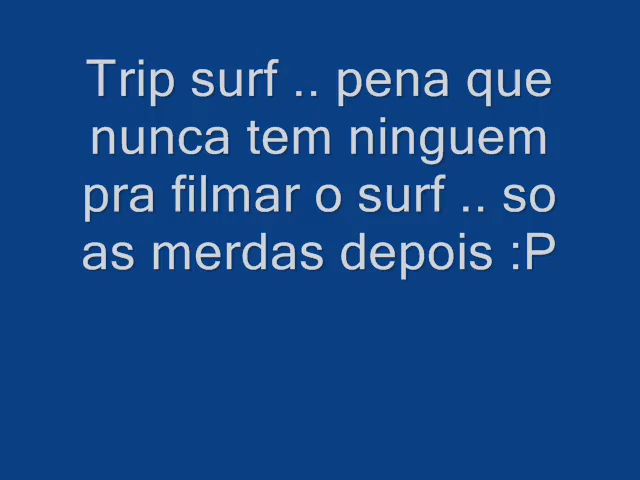 Trip surf .. pena que
nunca tem ninguem
pra filmar o surf .. so
as merdas depois :P